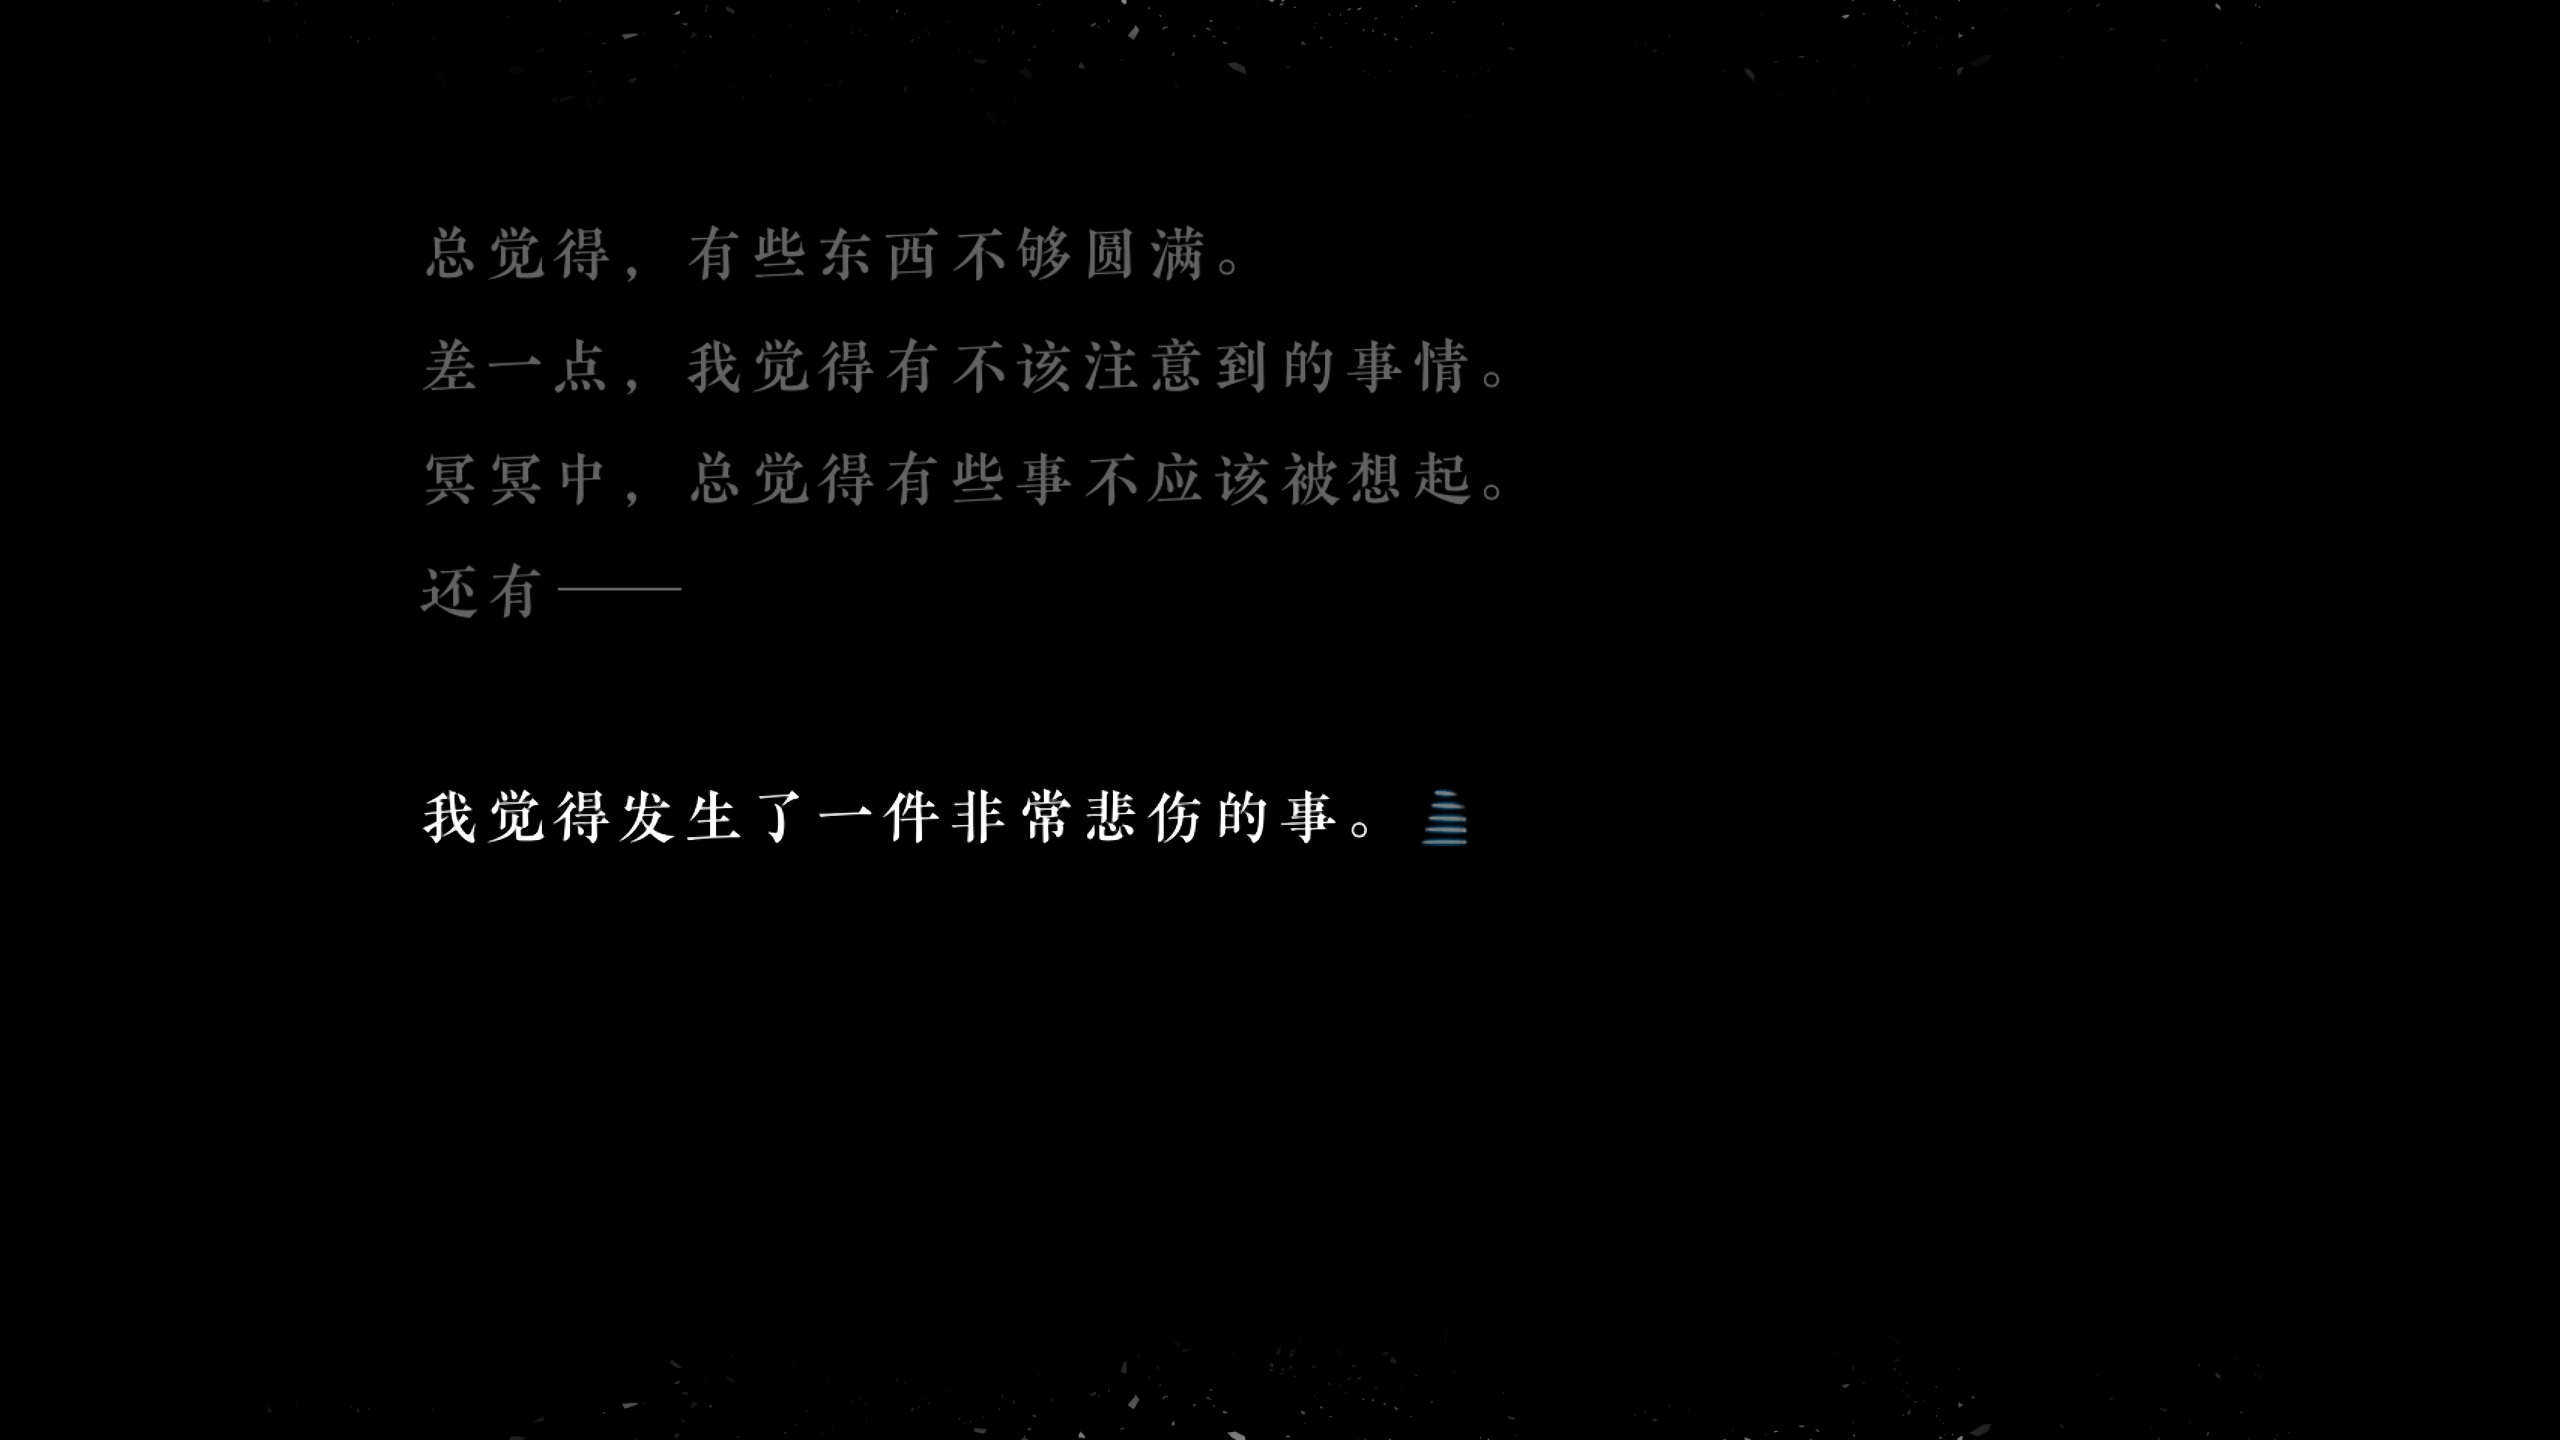 总觉得，有些东西不够圆满。
差一点，我觉得有不该注意到的事情。
冥冥中，总觉得有些事不应该被想起。
还有——
我觉得发生了一件非常悲伤的事。